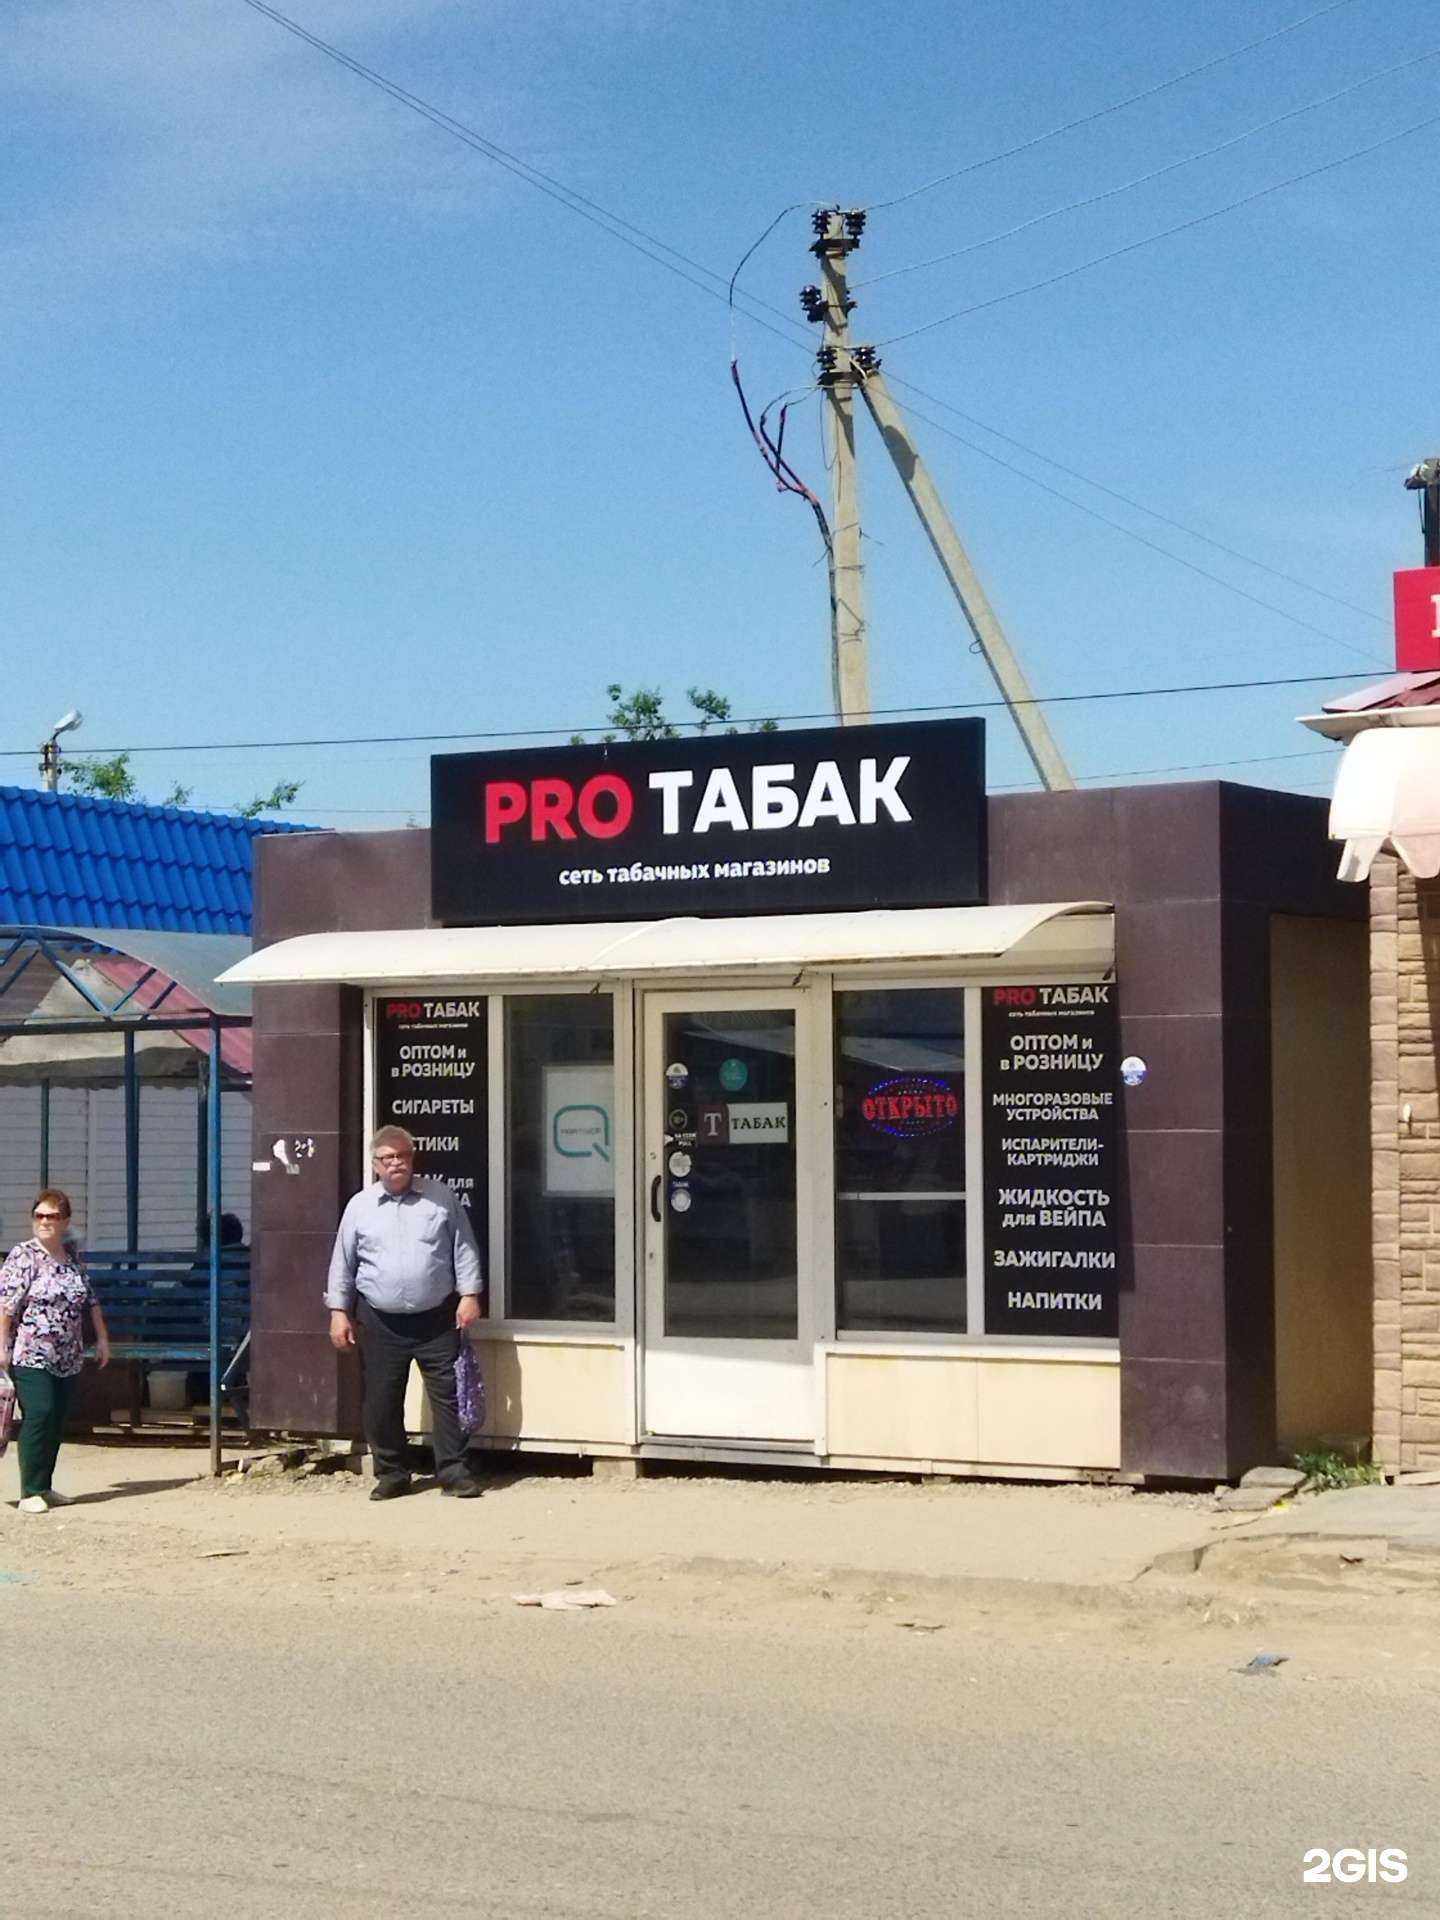 PRO ТАБАК
сеть табачных магазинов
PRO ТАБАК
сеть табачных магазинов
ОПТОМ и
в РОЗНИЦУ
СИГАРЕТЫ
для
Т ТАБАК
ОТКРЫТО
PRO ТАБАК
сеть табачных магазинов
ОПТОМ и
в РОЗНИЦУ
МНОГОРАЗОВЫЕ
УСТРОЙСТВА
ИСПАРИТЕЛИ-
КАРТРИДЖИ
ЖИДКОСТЬ
для ВЕЙПА
ЗАЖИГАЛКИ
НАПИТКИ
2GIS